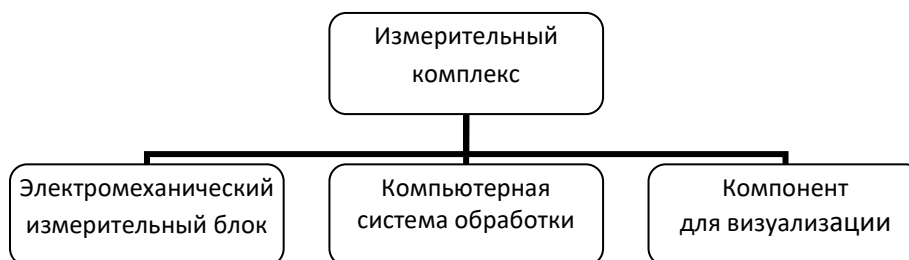 Измерительный
комплекс
Электромеханический
измерительный блок
Компьютерная
система обработки
Компонент
для визуализации